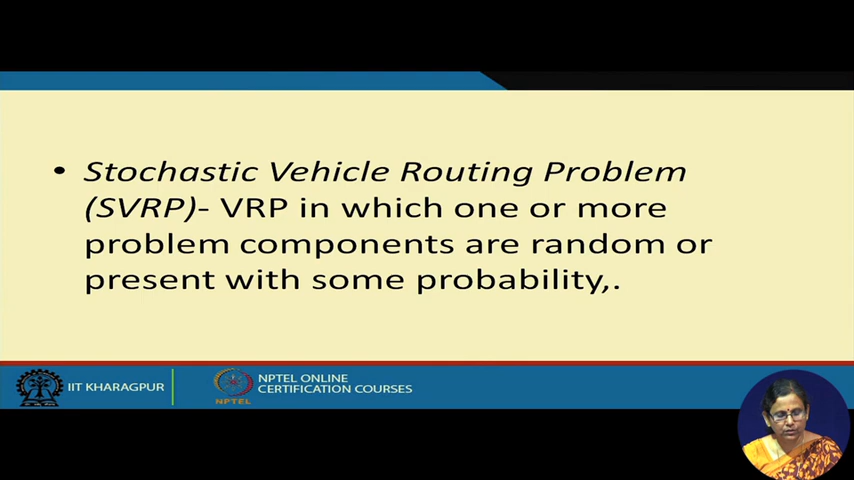 • Stochastic Vehicle Routing Problem
(SVRP)- VRP in which one or more
problem components are random or
present with some probability,.
IIT KHARAGPUR
NPTEL ONLINE
CERTIFICATION COURSES
NPTEL